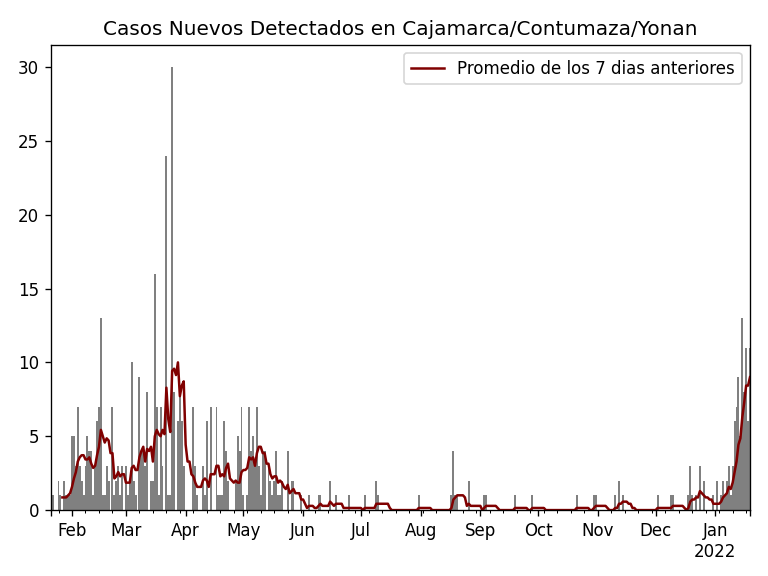 Casos Nuevos Detectados en Cajamarca/Contumaza/Yonan
Promedio de los 7 dias anteriores
30
25
20
15
10
5
0
Feb Mar Apr May Jun Jul Aug Sep Oct Nov Dec Jan
2022